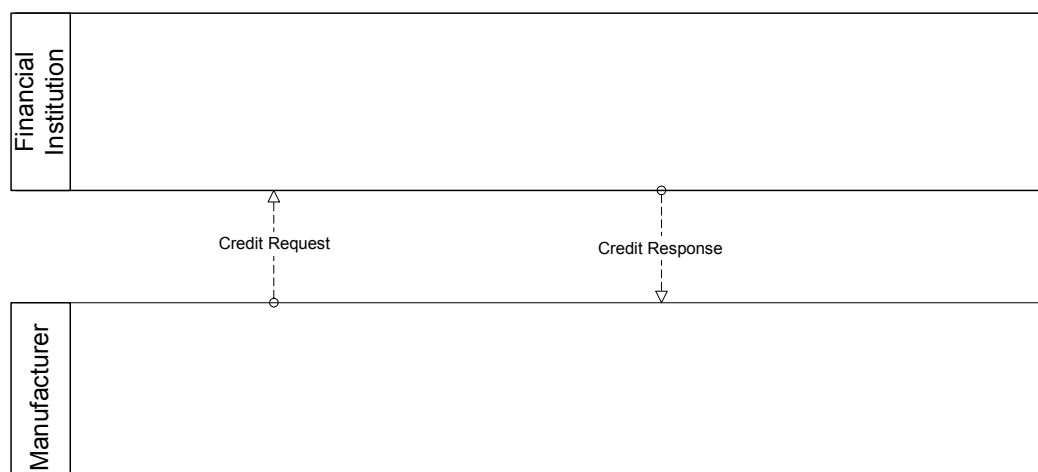 Financial
Institution
Credit Request
Credit Response
Manufacturer